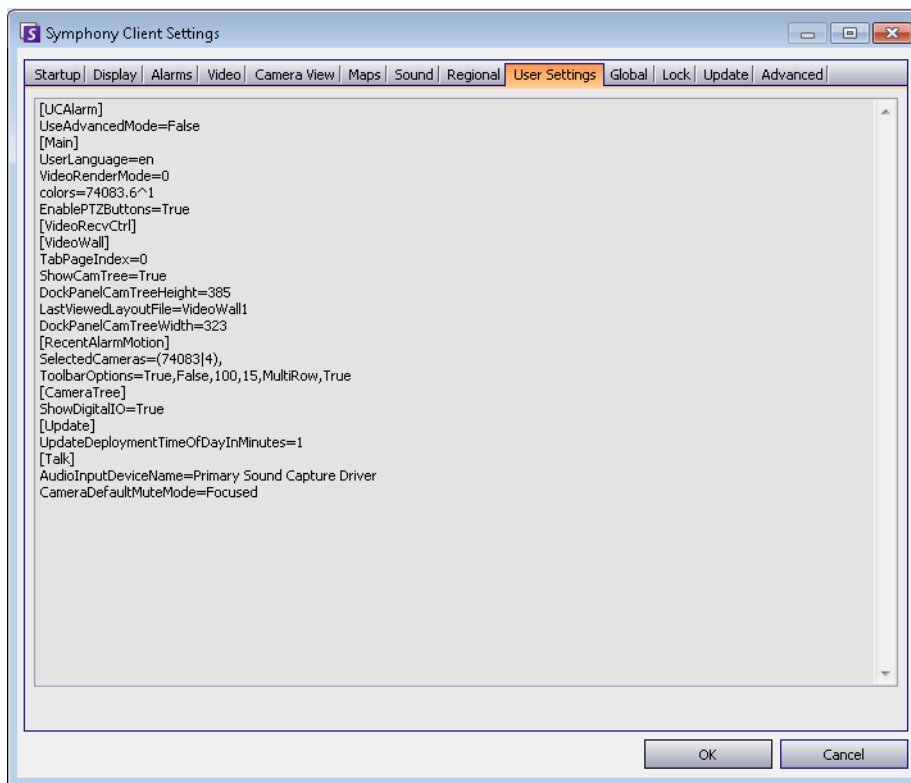 Symphony Client Settings
Startup Display Alarms Video Camera View Maps Sound Regional User Settings Global Lock Update Advanced
[UCAlarm]
UseAdvancedMode=False
[Main]
UserLanguage=en
VideoRenderMode=0
colors=74083.6^1
EnablePTZButtons=True
[VideoRecvCtrl]
[VideoWall]
TabPageIndex=0
ShowCamTree=True
DockPanelCamTreeHeight=385
LastViewedLayoutFile=VideoWall1
DockPanelCamTreeWidth=323
[RecentAlarmMotion]
SelectedCameras=(74083|4),
ToolbarOptions=True,False,100,15,MultiRow,True
[CameraTree]
ShowDigitalIO=True
[Update]
UpdateDeploymentTimeOfDayInMinutes=1
[Talk]
AudioInputDeviceName=Primary Sound Capture Driver
CameraDefaultMuteMode=Focused
OK Cancel